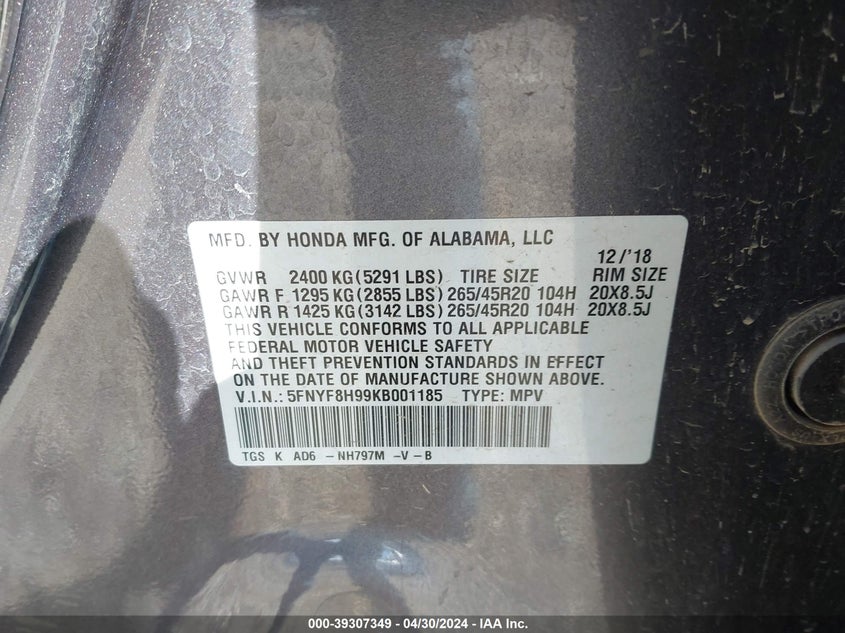 MFD. BY HONDA MFG. OF ALABAMA, LLC
12/'18
GVWR 2400 KG (5291 LBS) TIRE SIZE RIM SIZE
GAWR F 1295 KG (2855 LBS) 265/45R20 104H 20X8.5J
GAWR R 1425 KG (3142 LBS) 265/45R20 104H 20X8.5J
THIS VEHICLE CONFORMS TO ALL APPLICABLE
FEDERAL MOTOR VEHICLE SAFETY
AND THEFT PREVENTION STANDARDS IN EFFECT
ON THE DATE OF MANUFACTURE SHOWN ABOVE.
V.I.N.: 5FNYF8H99KB001185 TYPE: MPV
TGS K AD6 -NH797M -V -B
000-39307349 - 04/30/2024 - IAA Inc.